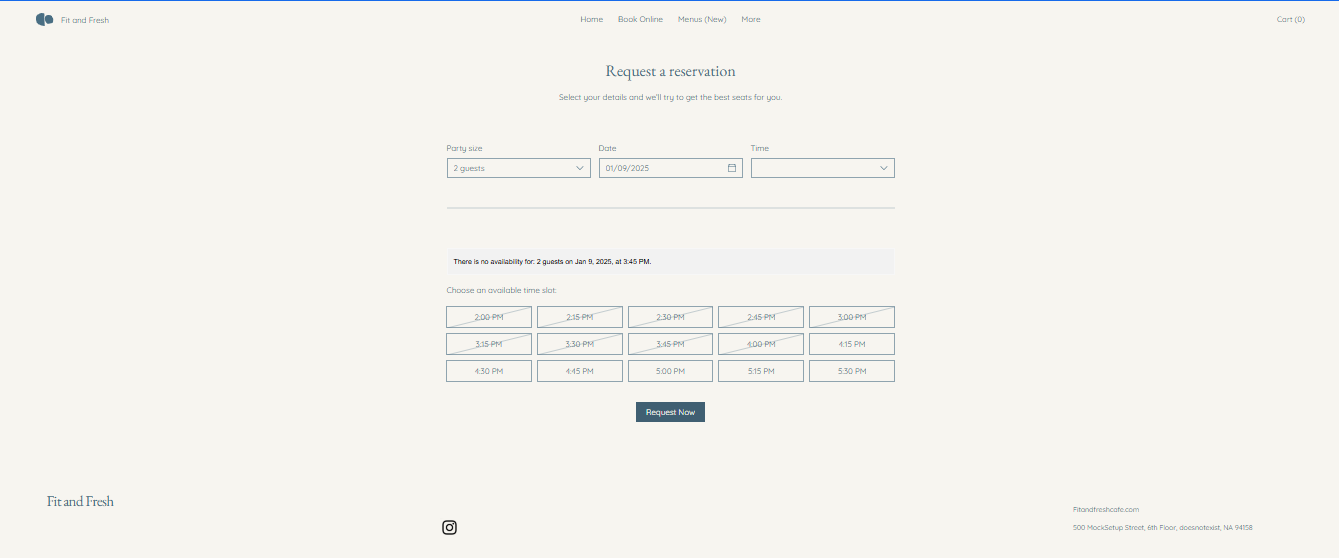 Fit and Fresh
Home Book Online Menus (New) More
Cart (0)
Request a reservation
Select your details and we'll try to get the best seats for you.
Party size Date Time
2 guests 01/09/2025
There is no availability for: 2 guests on Jan 9, 2025, at 3:45 PM.
Choose an available time slot:
2:00 PM 2:15 PM 2:30 PM 2:45 PM 3:00 PM
3:15 PM 3:30 PM 3:45 PM 4:00 PM 4:15 PM
4:30 PM 4:45 PM 5:00 PM 5:15 PM 5:30 PM
Request Now
Fit and Fresh
Fitandfreshcafe.com
500 MockSetup Street, 6th Floor, doesnotexist, NA 94158